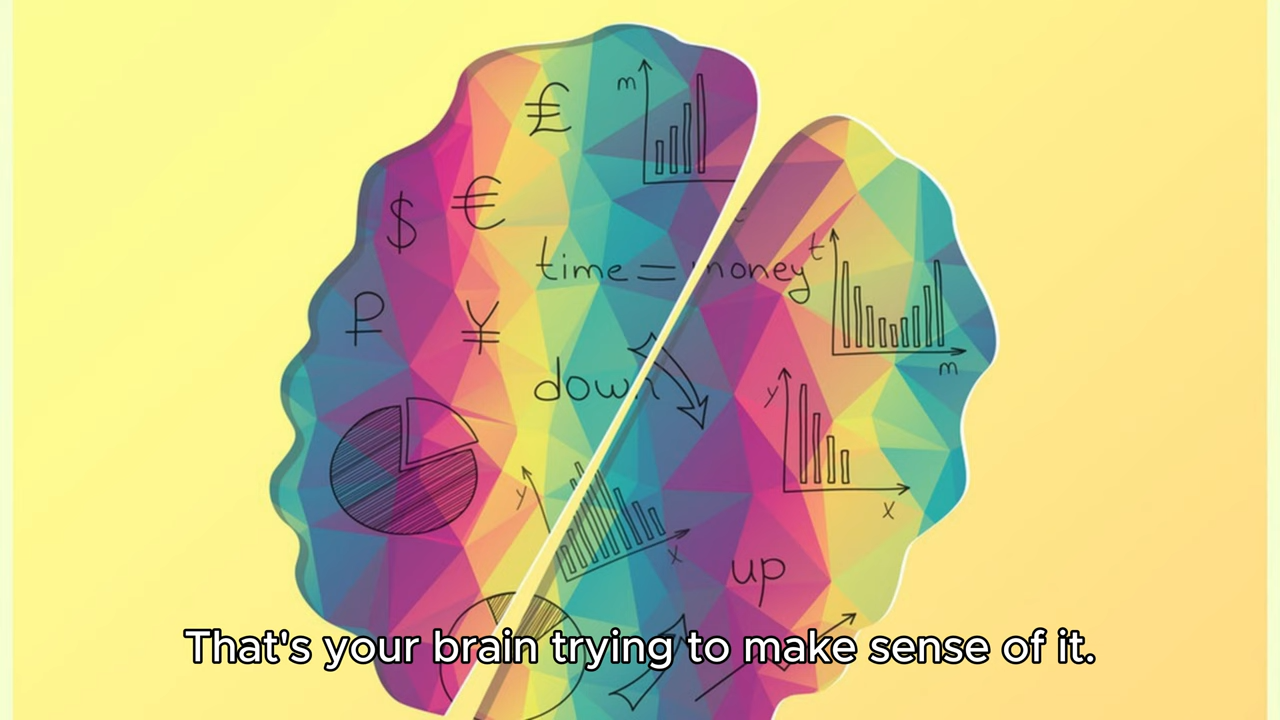 £
m
$ €
time = money
t
₽ ¥
m
down
y
x
y
x
up
That's your brain trying to make sense of it.